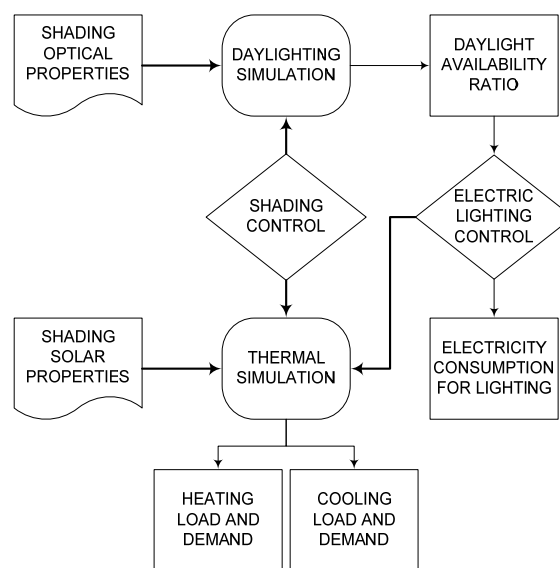 SHADING
OPTICAL
PROPERTIES
DAYLIGHTING
SIMULATION
DAYLIGHT
AVAILABILITY
RATIO
SHADING
CONTROL
ELECTRIC
LIGHTING
CONTROL
SHADING
SOLAR
PROPERTIES
THERMAL
SIMULATION
ELECTRICITY
CONSUMPTION
FOR LIGHTING
HEATING
LOAD AND
DEMAND
COOLING
LOAD AND
DEMAND